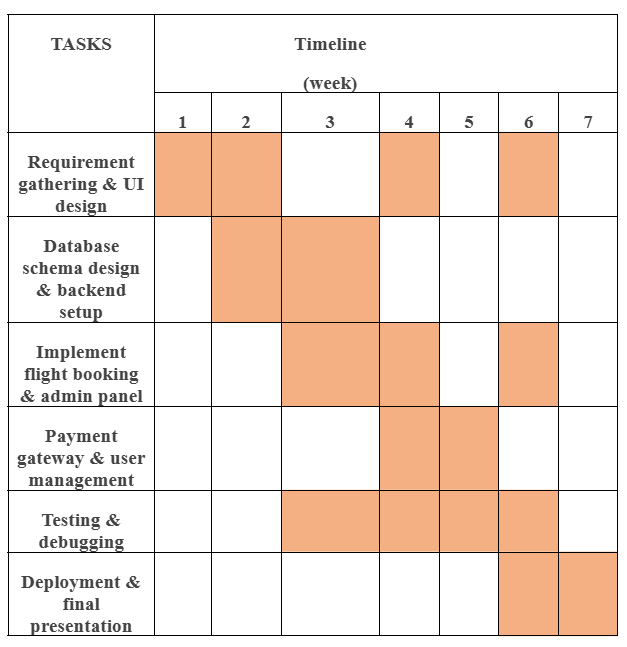 TASKS
Timeline
(week)
1 2 3 4 5 6 7
Requirement
gathering & UI
design
Database
schema design
& backend
setup
Implement
flight booking
& admin panel
Payment
gateway & user
management
Testing &
debugging
Deployment &
final
presentation